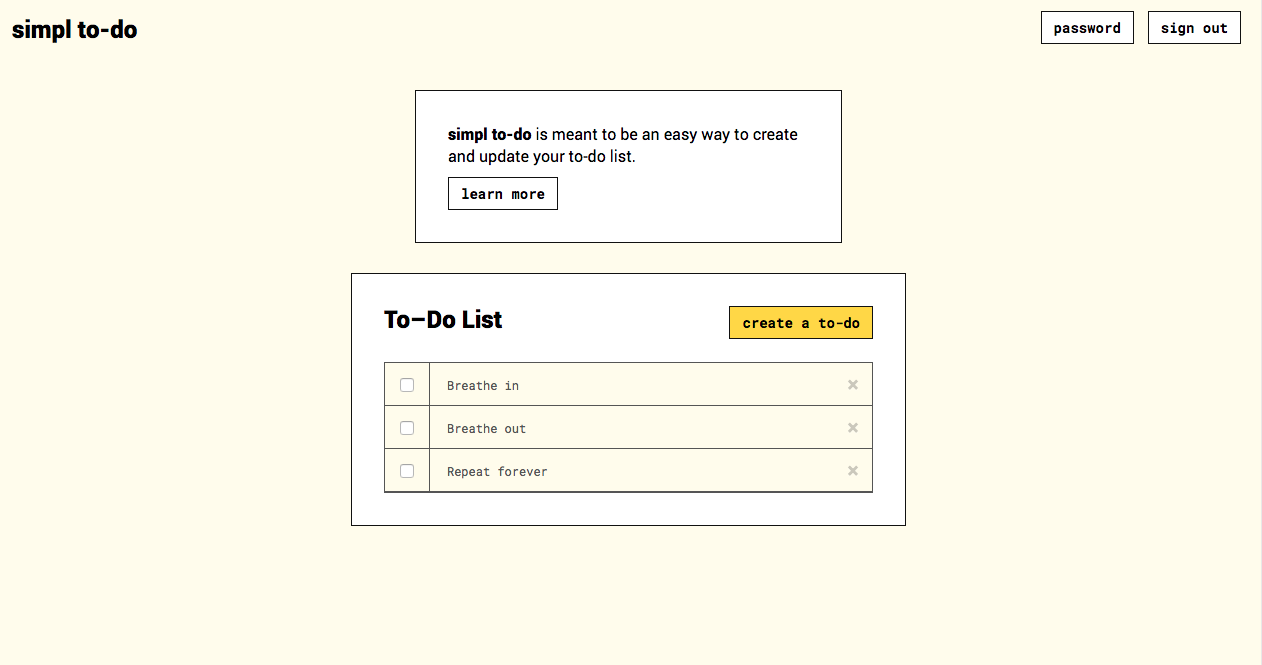 simpl to-do
password
sign out
simpl to-do is meant to be an easy way to create
and update your to-do list.
learn more
To-Do List
create a to-do
Breathe in
Breathe out
Repeat forever